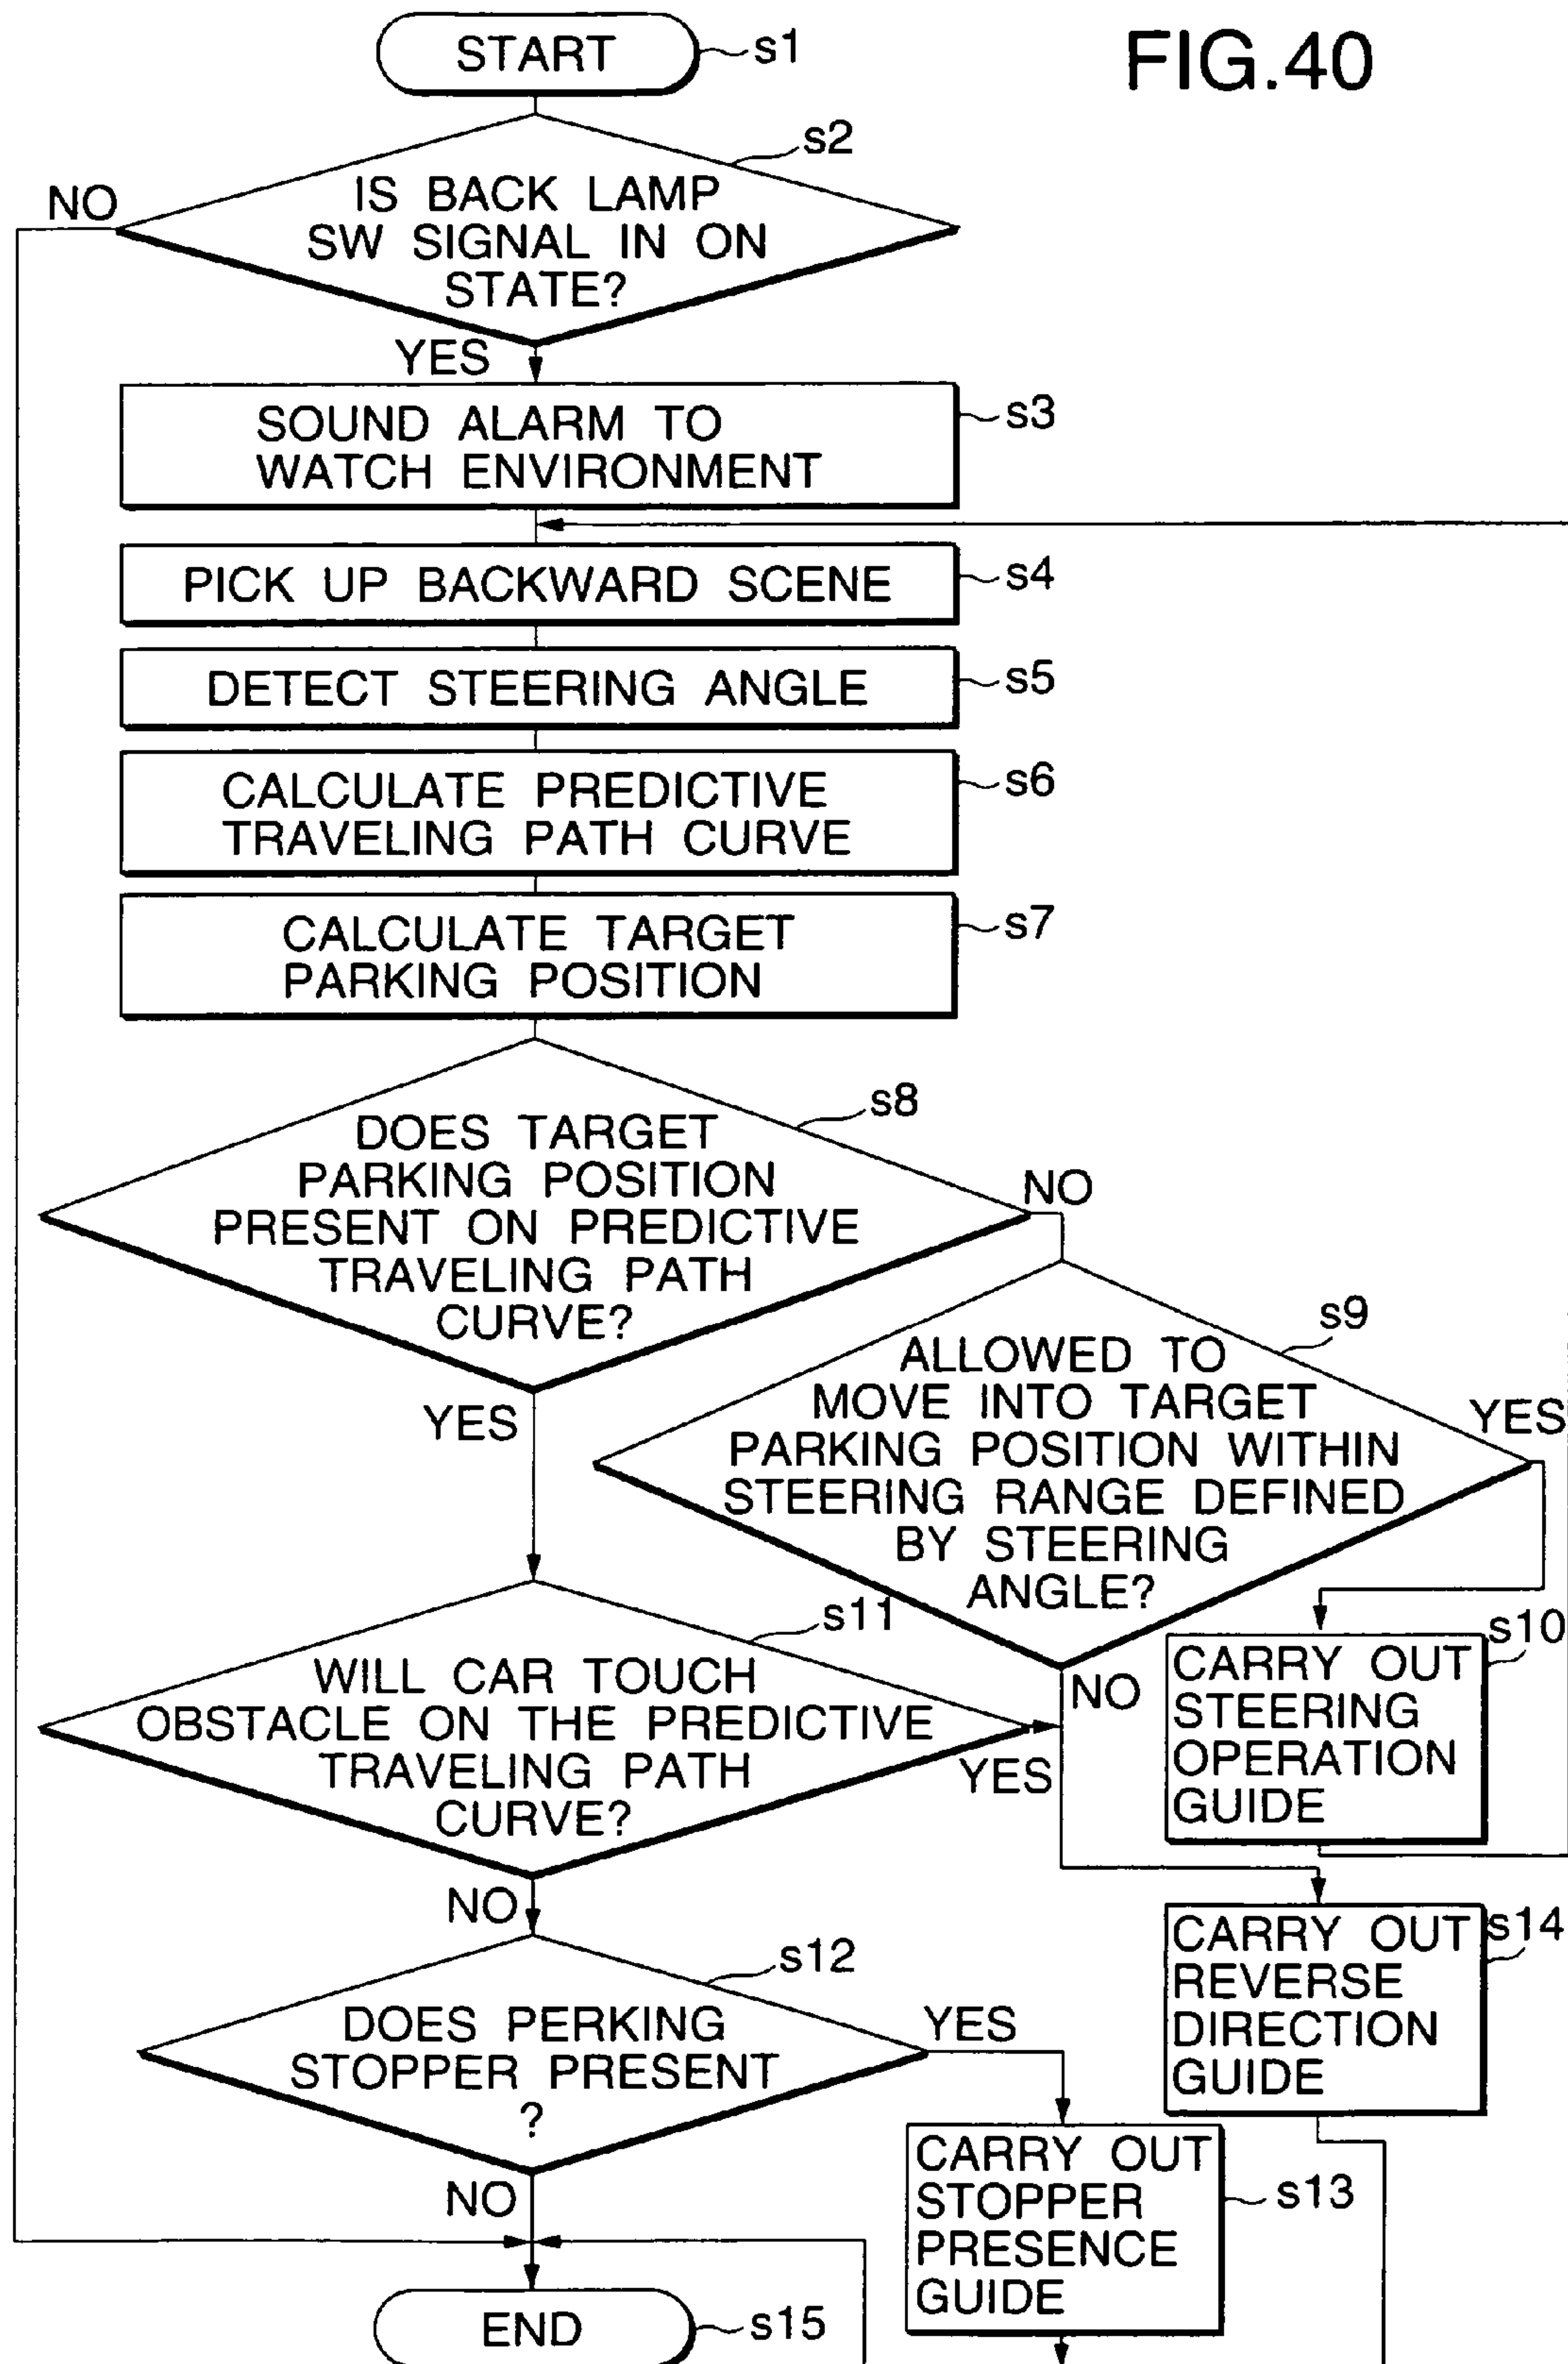 FIG.40
START
s1
s2
IS BACK LAMP
SW SIGNAL IN ON
STATE?
NO
YES
SOUND ALARM TO
WATCH ENVIRONMENT
s3
PICK UP BACKWARD SCENE
s4
DETECT STEERING ANGLE
s5
CALCULATE PREDICTIVE
TRAVELING PATH CURVE
s6
CALCULATE TARGET
PARKING POSITION
s7
s8
DOES TARGET
PARKING POSITION
PRESENT ON PREDICTIVE
TRAVELING PATH
CURVE?
NO
YES
s9
ALLOWED TO
MOVE INTO TARGET
PARKING POSITION WITHIN
STEERING RANGE DEFINED
BY STEERING
ANGLE?
YES
NO
s10
CARRY OUT
STEERING
OPERATION
GUIDE
s11
WILL CAR TOUCH
OBSTACLE ON THE PREDICTIVE
TRAVELING PATH
CURVE?
YES
NO
s14
CARRY OUT
REVERSE
DIRECTION
GUIDE
s12
DOES PERKING
STOPPER PRESENT
?
YES
NO
CARRY OUT
STOPPER
PRESENCE
GUIDE
s13
END
s15